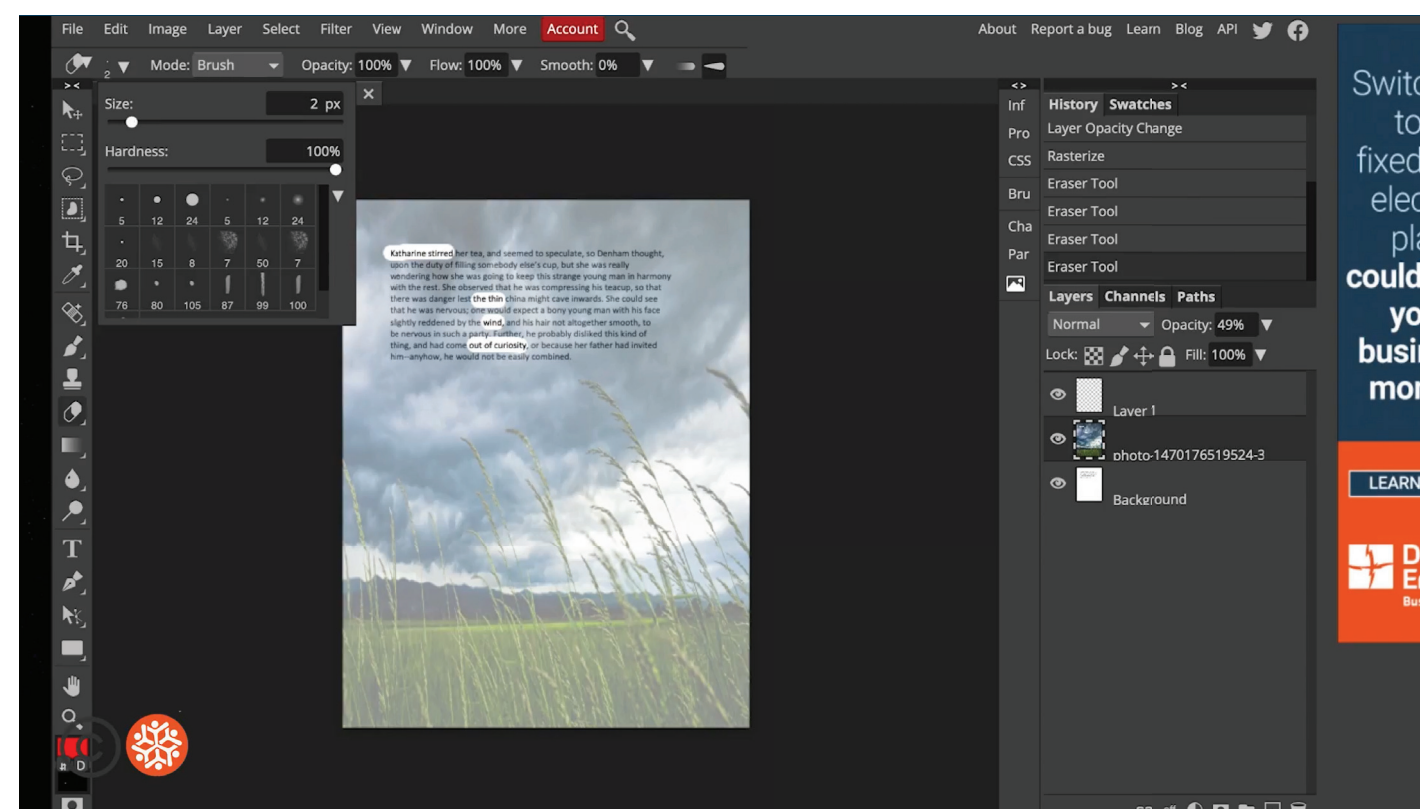 File Edit Image Layer Select Filter View Window More Account
About Report a bug Learn Blog API
2 Mode: Brush Opacity: 100% Flow: 100% Smooth: 0%
Size: 2 px
Hardness: 100%
5 12 24 5 12 24
20 15 8 7 50 7
76 80 105 87 99 100
Katharine stirred her tea, and seemed to speculate, so Denham thought,
upon the duty of filling somebody else's cup, but she was really
wondering how she was going to keep this strange young man in harmony
with the rest. She observed that he was compressing his teacup, so that
there was danger lest the thin china might cave inwards. She could see
that he was nervous; one would expect a bony young man with his face
slightly reddened by the wind, and his hair not altogether smooth, to
be nervous in such a party. Further, he probably disliked this kind of
thing, and had come out of curiosity, or because her father had invited
him—anyhow, he would not be easily combined.
T
D
C
Inf
Pro
CSS
Bru
Cha
Par
History Swatches
Layer Opacity Change
Rasterize
Eraser Tool
Eraser Tool
Eraser Tool
Eraser Tool
Layers Channels Paths
Normal Opacity: 49%
Lock: Fill: 100%
Layer 1
photo-1470176519524-3
Background
Switc
to
fixed
elec
pla
could
yo
busi
mor
LEARN
D
E
Bus